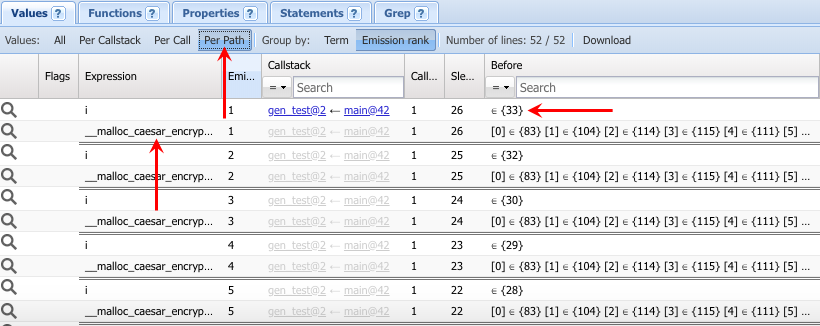 Values ? Functions ? Properties ? Statements ? Grep ?
Values: All Per Callstack Per Call Per Path Group by: Term Emission rank Number of lines: 52 / 52 Download
Flags Expression Emi... Callstack Call... Sle... Before
= Search = Search
i 1 gen_test@2 ← main@42 1 26 ∈ {33}
__malloc_caesar_encryp... 1 gen_test@2 ← main@42 1 26 [0] ∈ {83} [1] ∈ {104} [2] ∈ {114} [3] ∈ {115} [4] ∈ {111} [5] ...
i 2 gen_test@2 ← main@42 1 25 ∈ {32}
__malloc_caesar_encryp... 2 gen_test@2 ← main@42 1 25 [0] ∈ {83} [1] ∈ {104} [2] ∈ {114} [3] ∈ {115} [4] ∈ {111} [5] ...
i 3 gen_test@2 ← main@42 1 24 ∈ {30}
__malloc_caesar_encryp... 3 gen_test@2 ← main@42 1 24 [0] ∈ {83} [1] ∈ {104} [2] ∈ {114} [3] ∈ {115} [4] ∈ {111} [5] ...
i 4 gen_test@2 ← main@42 1 23 ∈ {29}
__malloc_caesar_encryp... 4 gen_test@2 ← main@42 1 23 [0] ∈ {83} [1] ∈ {104} [2] ∈ {114} [3] ∈ {115} [4] ∈ {111} [5] ...
i 5 gen_test@2 ← main@42 1 22 ∈ {28}
__malloc_caesar_encryp... 5 gen_test@2 ← main@42 1 22 [0] ∈ {83} [1] ∈ {104} [2] ∈ {114} [3] ∈ {115} [4] ∈ {111} [5] ...